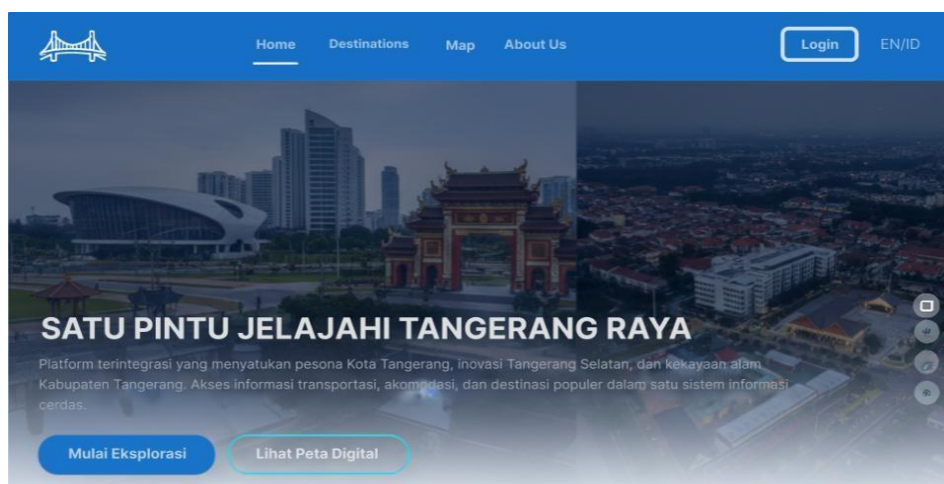 Home Destinations Map About Us Login EN/ID
SATU PINTU JELAJAHI TANGERANG RAYA
Platform terintegrasi yang menyatukan pesona Kota Tangerang, inovasi Tangerang Selatan, dan kekayaan alam
Kabupaten Tangerang. Akses informasi transportasi, akomodasi, dan destinasi populer dalam satu sistem informasi
cerdas.
Mulai Eksplorasi Lihat Peta Digital